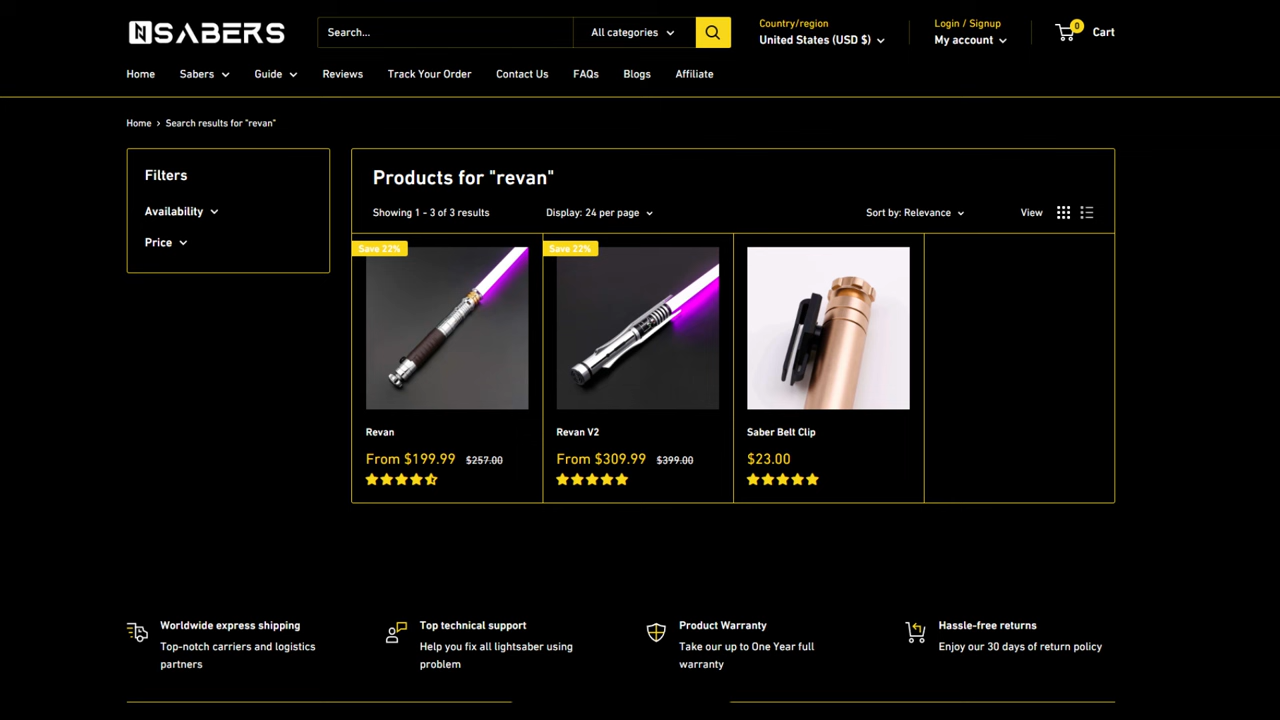 NSABERS
Search...
All categories
Country/region
United States (USD $)
Login / Signup
My account
0
Cart
Home
Sabers
Guide
Reviews
Track Your Order
Contact Us
FAQs
Blogs
Affiliate
Home > Search results for "revan"
Filters
Availability
Price
Products for "revan"
Showing 1 - 3 of 3 results
Display: 24 per page
Sort by: Relevance
View
Save 22%
Save 22%
Revan
From $199.99 $257.00
Revan V2
From $309.99 $399.00
Saber Belt Clip
$23.00
Worldwide express shipping
Top-notch carriers and logistics
partners
Top technical support
Help you fix all lightsaber using
problem
Product Warranty
Take our up to One Year full
warranty
Hassle-free returns
Enjoy our 30 days of return policy